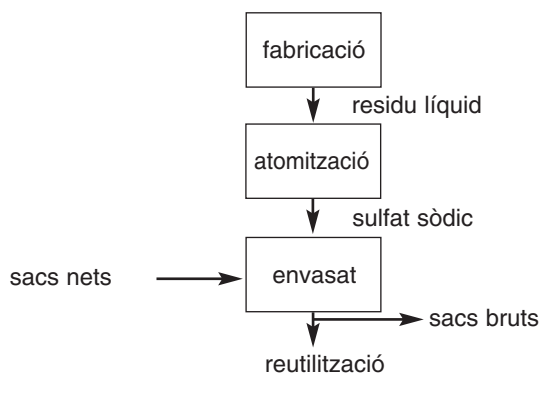 fabricació
residu líquid
atomització
sulfat sòdic
sacs nets
envasat
sacs bruts
reutilització